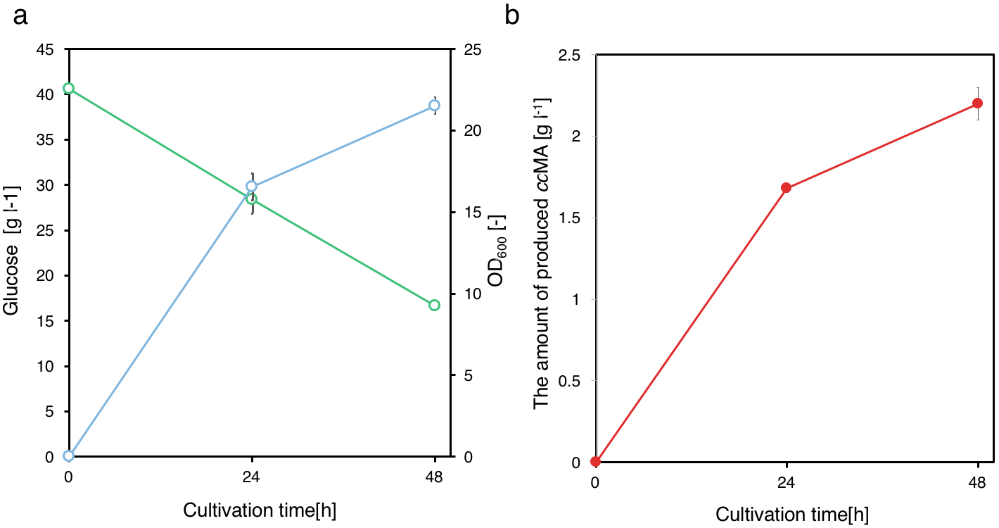 a
45
40
35
30
25
20
15
10
5
0
Glucose [g l-1]
25
20
15
10
5
0
OD600 [-]
0 24 48
Cultivation time[h]
b
2.5
2
1.5
1
0.5
0
The amount of produced ccMA [g l-1]
0 24 48
Cultivation time[h]